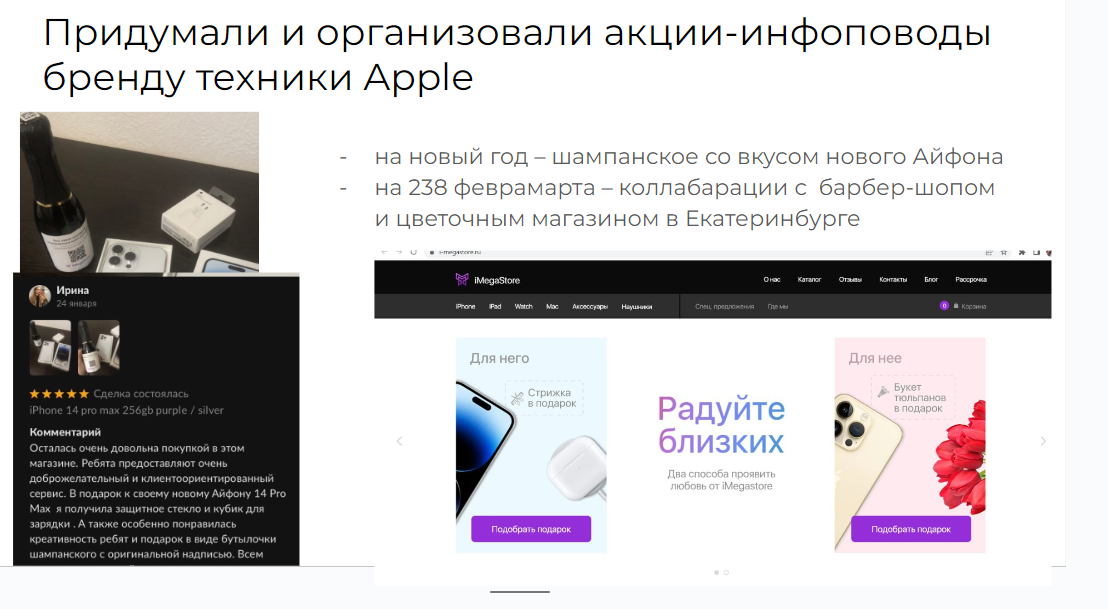 Придумали и организовали акции-инфоповоды
бренду техники Apple
- на новый год – шампанское со вкусом нового Айфона
- на 238 феврамарта – коллабарации с барбер-шопом
и цветочным магазином в Екатеринбурге
Ирина
24 января
Сделка состоялась
iPhone 14 pro max 256gb purple / silver
Комментарий
Осталась очень довольна покупкой в этом
магазине. Ребята предоставляют очень
доброжелательный и клиентоориентированный
сервис. В подарок к своему новому Айфону 14 Pro
Max я получила защитное стекло и кубик для
зарядки . А также особенно понравилась
креативность ребят и подарок в виде бутылочки
шампанского с оригинальной надписью. Всем
i-megastore.ru
iMegaStore
О нас Каталог Отзывы Контакты Блог Рассрочка
iPhone iPad Watch Mac Аксессуары Наушники Спец. предложения Где мы 0 Корзина
Для него
Стрижка
в подарок
Подобрать подарок
Радуйте
близких
Два способа проявить
любовь от iMegastore
Для нее
Букет
тюльпанов
в подарок
Подобрать подарок